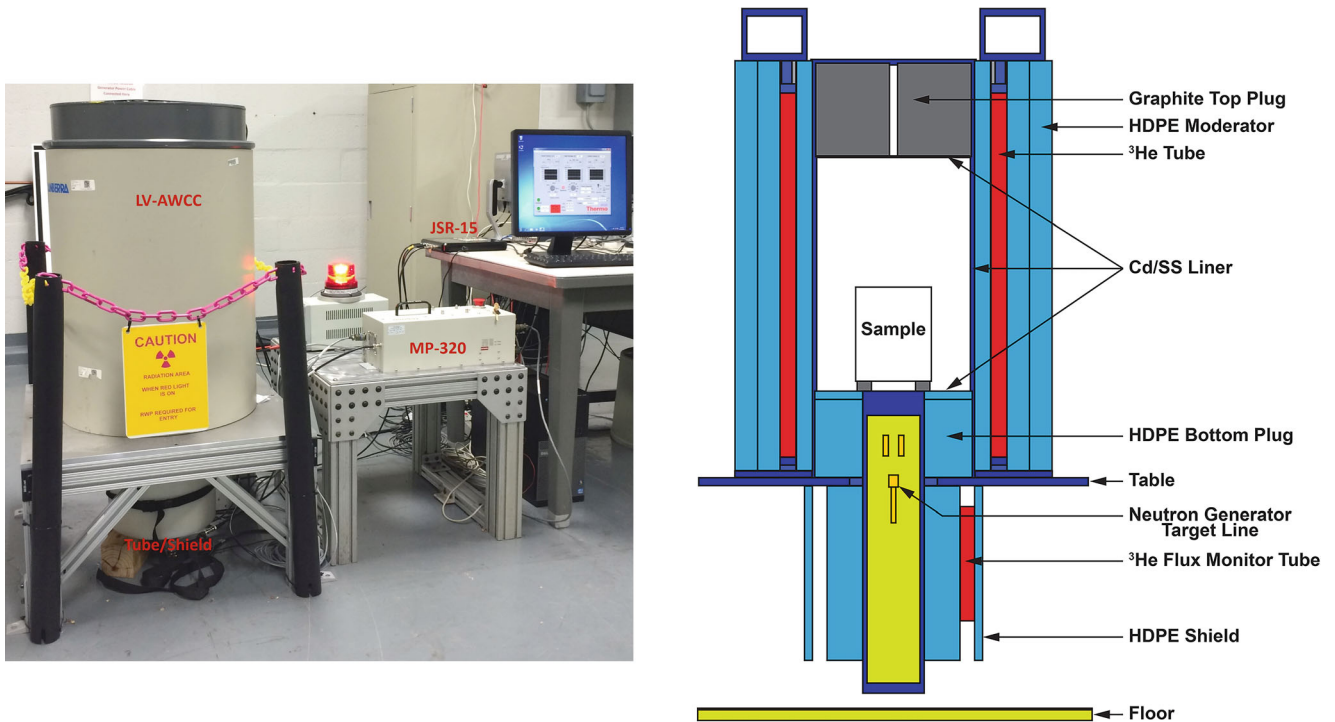 LV-AWCC
JSR-15
MP-320
CAUTION
RADIATION AREA
WHEN RED LIGHT
IS ON
RWP REQUIRED FOR
ENTRY
Thermo
Tube/Shield
Graphite Top Plug
HDPE Moderator
³He Tube
Cd/SS Liner
Sample
HDPE Bottom Plug
Table
Neutron Generator
Target Line
³He Flux Monitor Tube
HDPE Shield
Floor